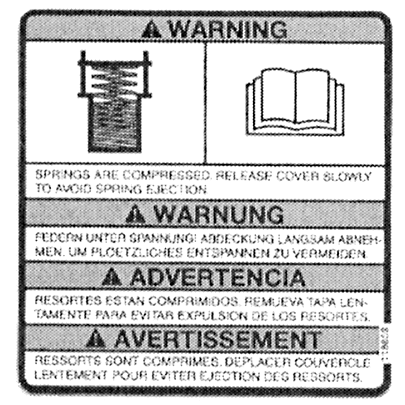 ⚠ WARNING
SPRINGS ARE COMPRESSED. RELEASE COVER SLOWLY
TO AVOID SPRING EJECTION
⚠ WARNUNG
FEDERN UNTER SPANNUNG! ABDECKUNG LANGSAM ABNEH-
MEN, UM PLOETZLICHES ENTSPANNEN ZU VERMEIDEN.
⚠ ADVERTENCIA
RESORTES ESTAN COMPRIMIDOS. REMUEVA TAPA LEN-
TAMENTE PARA EVITAR EXPULSION DE LOS RESORTES.
⚠ AVERTISSEMENT
RESSORTS SONT COMPRIMES. DEPLACER COUVERCLE
LENTEMENT POUR EVITER EJECTION DES RESSORTS.